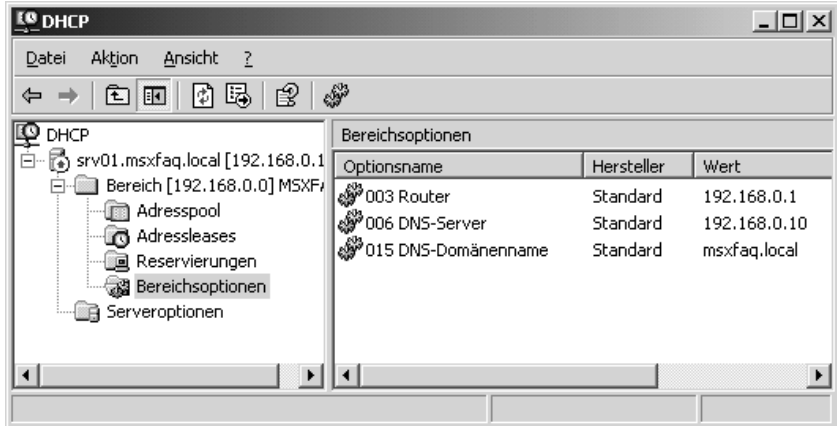 DHCP
Datei Aktion Ansicht ?
DHCP
srv01.msxfaq.local [192.168.0.1
Bereich [192.168.0.0] MSXF
Adresspool
Adressleases
Reservierungen
Bereichsoptionen
Serveroptionen
Bereichsoptionen
Optionsname Hersteller Wert
003 Router Standard 192.168.0.1
006 DNS-Server Standard 192.168.0.10
015 DNS-Domänenname Standard msxfaq.local